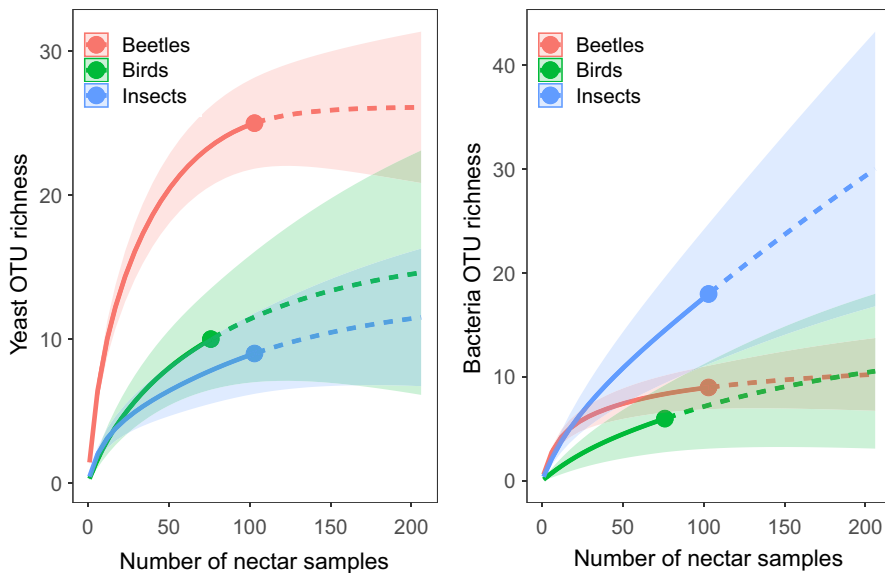 Yeast OTU richness
30
20
10
0
Beetles
Birds
Insects
0 50 100 150 200
Number of nectar samples
Bacteria OTU richness
40
30
20
10
0
Beetles
Birds
Insects
0 50 100 150 200
Number of nectar samples